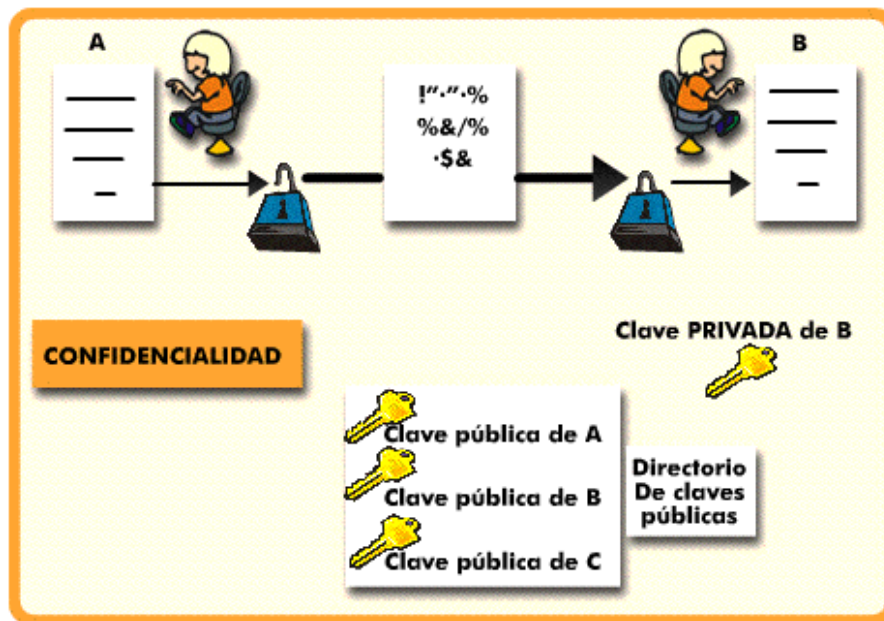 A
B
!"·"·%
%&/%
·$&
CONFIDENCIALIDAD
Clave PRIVADA de B
Clave pública de A
Clave pública de B
Clave pública de C
Directorio
De claves
públicas